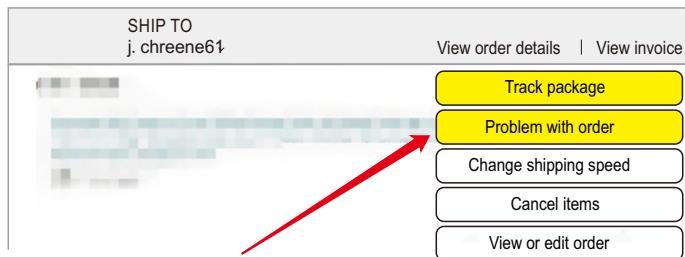 SHIP TO
j. chreene61
View order details | View invoice
Track package
Problem with order
Change shipping speed
Cancel items
View or edit order